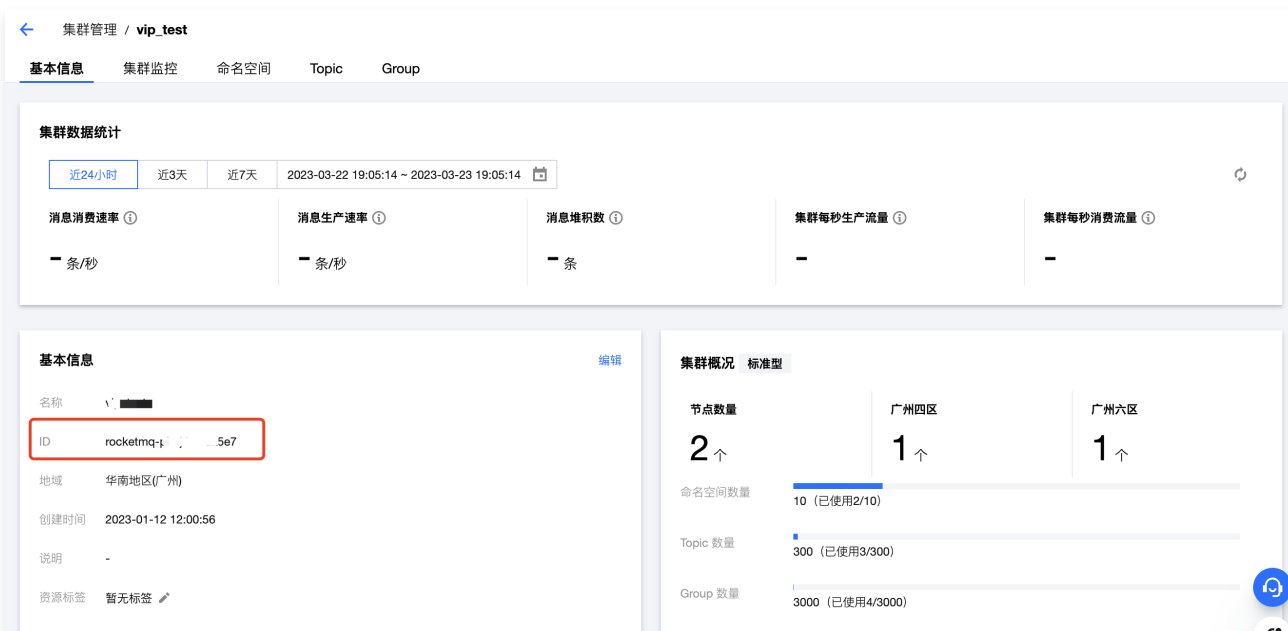 集群管理 / vip_test
基本信息 集群监控 命名空间 Topic Group
集群数据统计
近24小时 近3天 近7天 2023-03-22 19:05:14 ~ 2023-03-23 19:05:14
消息消费速率 消息生产速率 消息堆积数 集群每秒生产流量 集群每秒消费流量
- 条/秒 - 条/秒 - 条 - -
基本信息 编辑
名称
ID rocketmq- 5e7
地域 华南地区(广州)
创建时间 2023-01-12 12:00:56
说明 -
资源标签 暂无标签
集群概况 标准型
节点数量 广州四区 广州六区
2 个 1 个 1 个
命名空间数量
10（已使用2/10）
Topic 数量
300（已使用3/300）
Group 数量
3000（已使用4/3000）